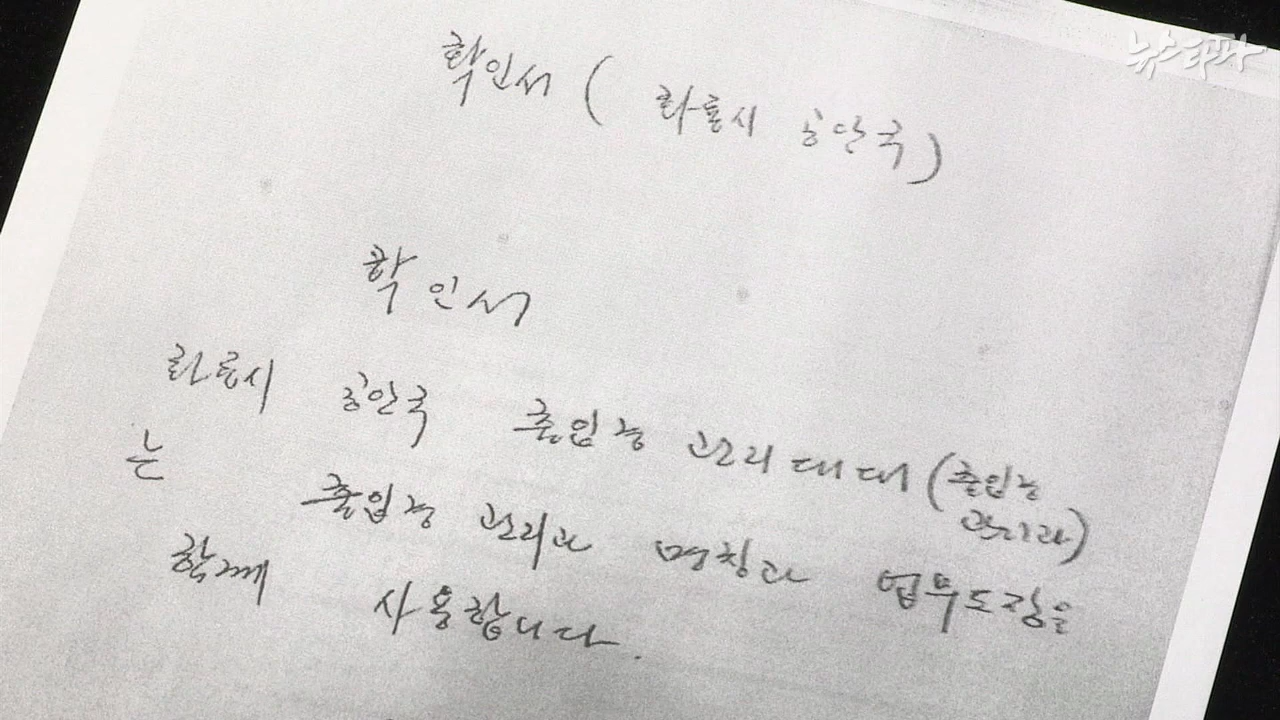 뉴스타파
확인서 ( 화룡시 공안국 )
확인서
화룡시 공안국 출입경 관리대대 (출입경
관리과)
는 출입경 관리과 명칭과 업무도장을
함께 사용합니다.